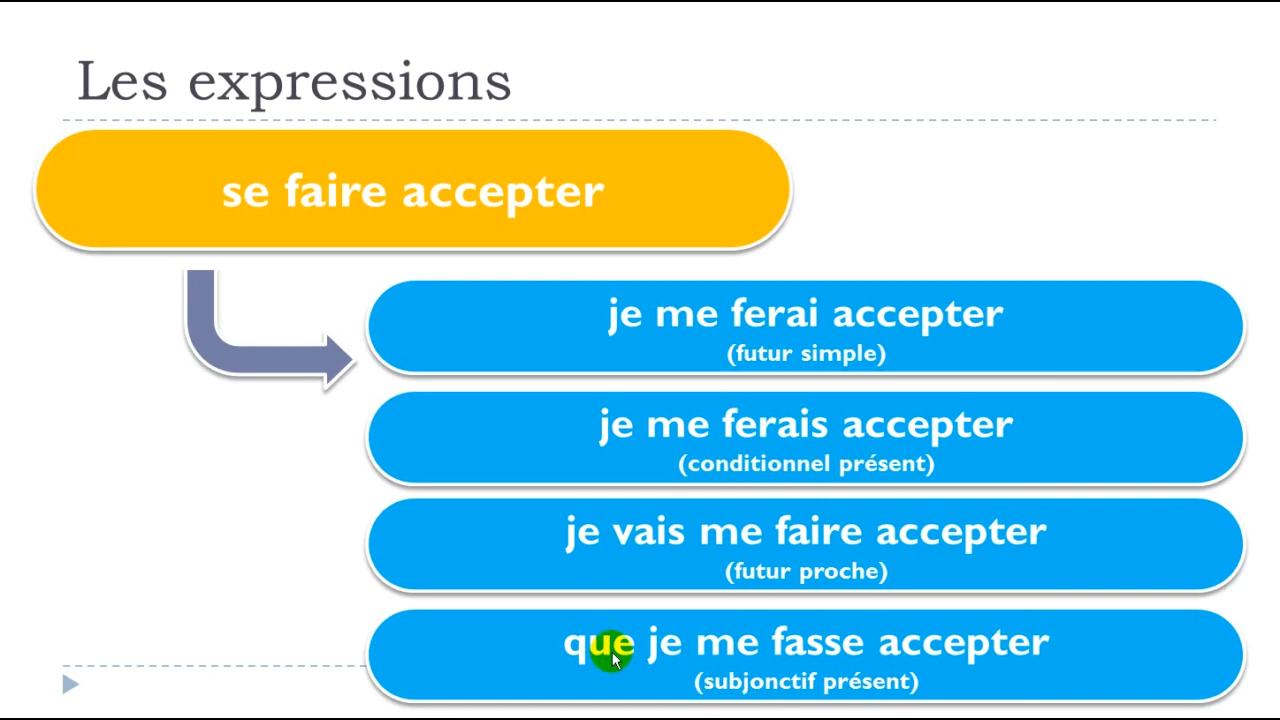 Les expressions
se faire accepter
je me ferai accepter
(futur simple)
je me ferais accepter
(conditionnel présent)
je vais me faire accepter
(futur proche)
que je me fasse accepter
(subjonctif présent)